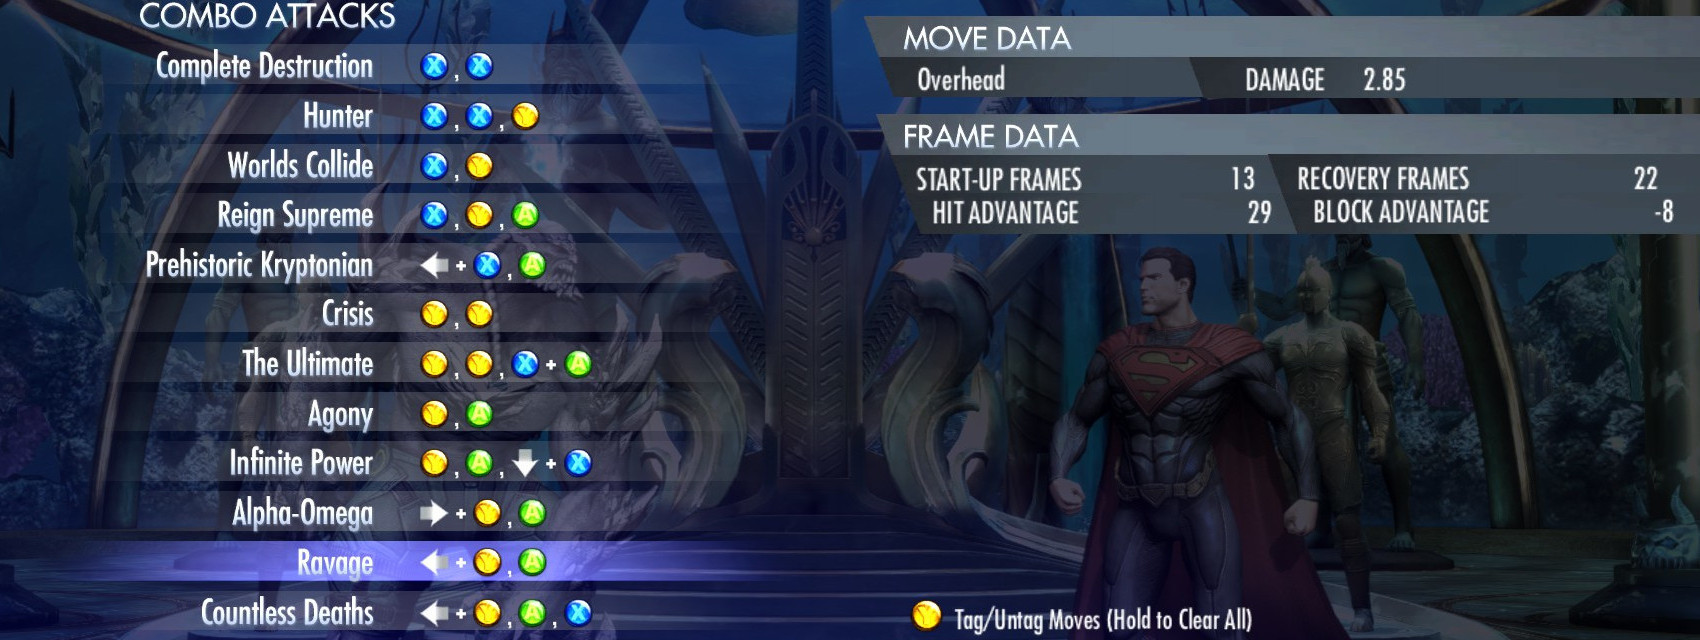 COMBO ATTACKS
Complete Destruction X , X
Hunter X , X , Y
Worlds Collide X , Y
Reign Supreme X , Y , A
Prehistoric Kryptonian ← + X , A
Crisis Y , Y
The Ultimate Y , Y , X + A
Agony Y , A
Infinite Power Y , A , ↓ + X
Alpha-Omega → + Y , A
Ravage ← + Y , A
Countless Deaths ← + Y , A , X
MOVE DATA
Overhead DAMAGE 2.85
FRAME DATA
START-UP FRAMES 13 RECOVERY FRAMES 22
HIT ADVANTAGE 29 BLOCK ADVANTAGE -8
Y Tag/Untag Moves (Hold to Clear All)